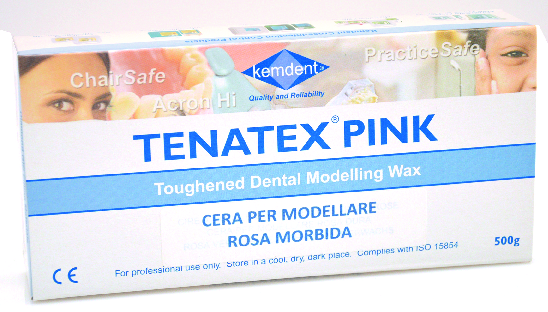 ChairSafe
Acron Hi
kemdent
Quality and Reliability
PracticeSafe
TENATEX® PINK
Toughened Dental Modelling Wax
CERA PER MODELLARE
ROSA MORBIDA
For professional use only. Store in a cool, dry, dark place. Complies with ISO 15854
500g
CE